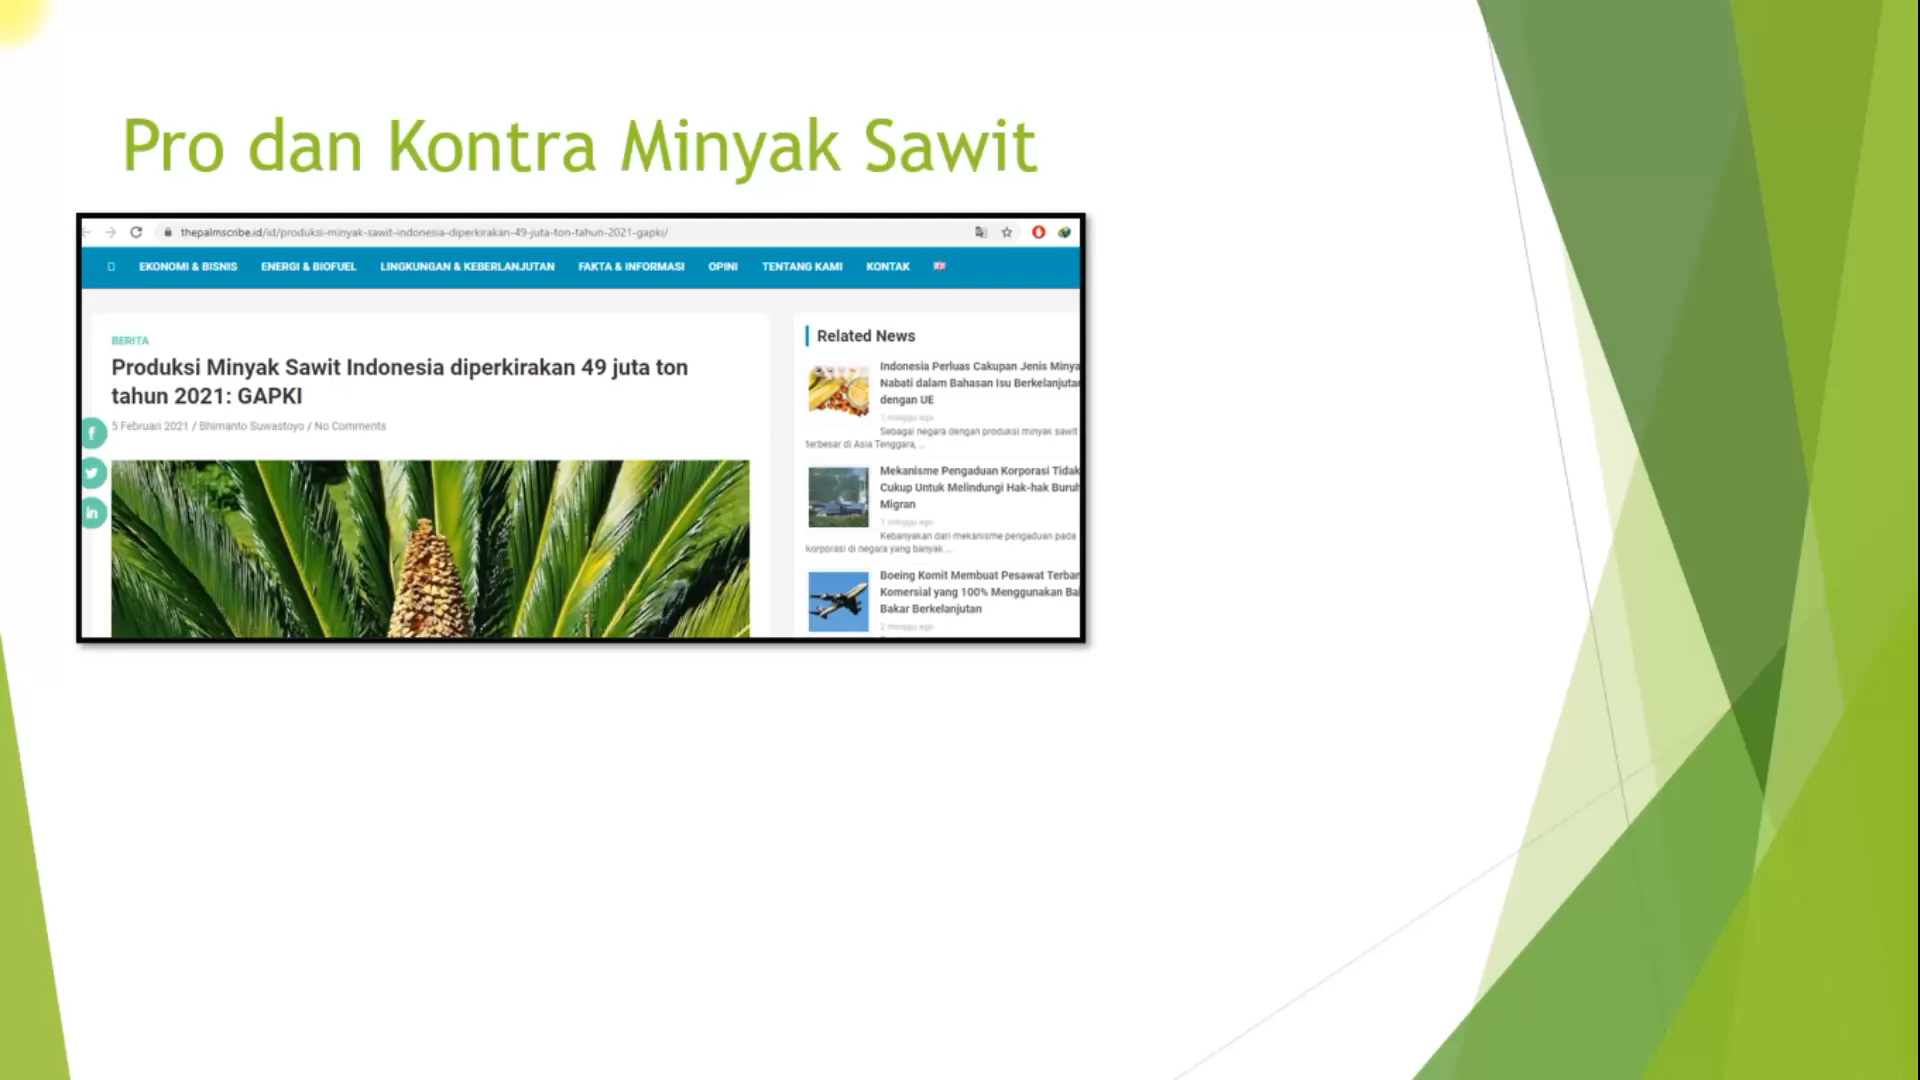 Pro dan Kontra Minyak Sawit
thepalmscribe.id/id/produksi-minyak-sawit-indonesia-diperkirakan-49-juta-ton-tahun-2021-gapki/
EKONOMI & BISNIS ENERGI & BIOFUEL LINGKUNGAN & KEBERLANJUTAN FAKTA & INFORMASI OPINI TENTANG KAMI KONTAK
BERITA
Produksi Minyak Sawit Indonesia diperkirakan 49 juta ton
tahun 2021: GAPKI
5 Februari 2021 / Bhimanto Suwastoyo / No Comments
f
in
Related News
Indonesia Perluas Cakupan Jenis Minya
Nabati dalam Bahasan Isu Berkelanjuta
dengan UE
1 minggu ago
Sebagai negara dengan produksi minyak sawit
terbesar di Asia Tenggara, ...
Mekanisme Pengaduan Korporasi Tidak
Cukup Untuk Melindungi Hak-hak Buruh
Migran
1 minggu ago
Kebanyakan dari mekanisme pengaduan pada
korporasi di negara yang banyak ...
Boeing Komit Membuat Pesawat Terban
Komersial yang 100% Menggunakan Ba
Bakar Berkelanjutan
2 minggu ago